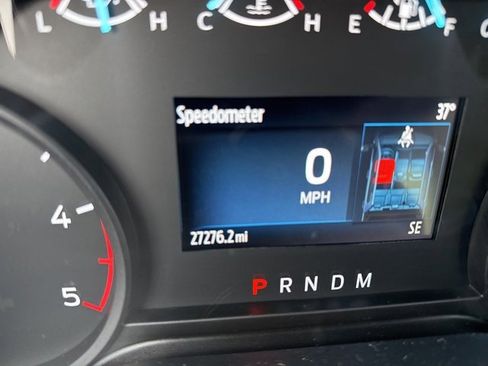 L H C H E F
Speedometer 37°
0
MPH
27276.2 mi SE
4
5
P R N D M